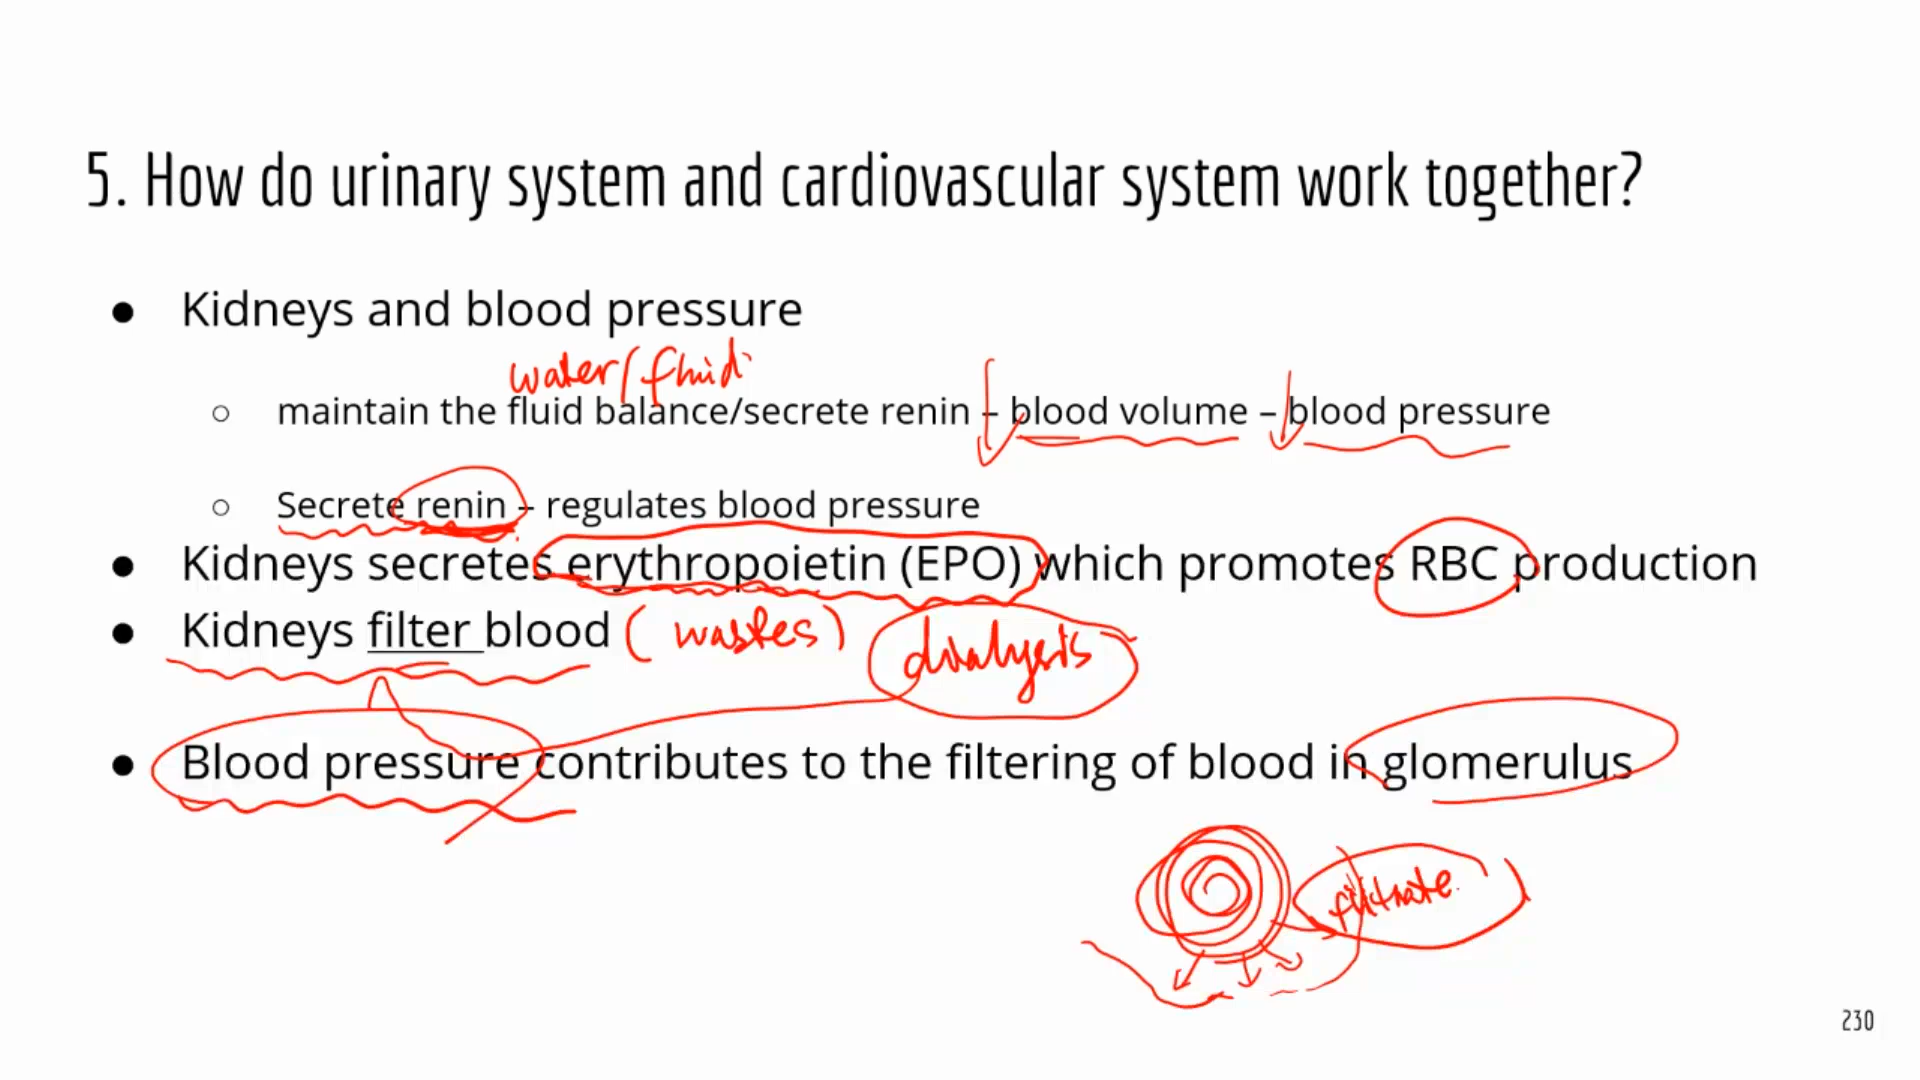 5. How do urinary system and cardiovascular system work together?
● Kidneys and blood pressure
water/fluid
○ maintain the fluid balance/secrete renin – blood volume – blood pressure
○ Secrete renin – regulates blood pressure
● Kidneys secretes erythropoietin (EPO) which promotes RBC production
● Kidneys filter blood (wastes) dialysis
● Blood pressure contributes to the filtering of blood in glomerulus
filtrate
230